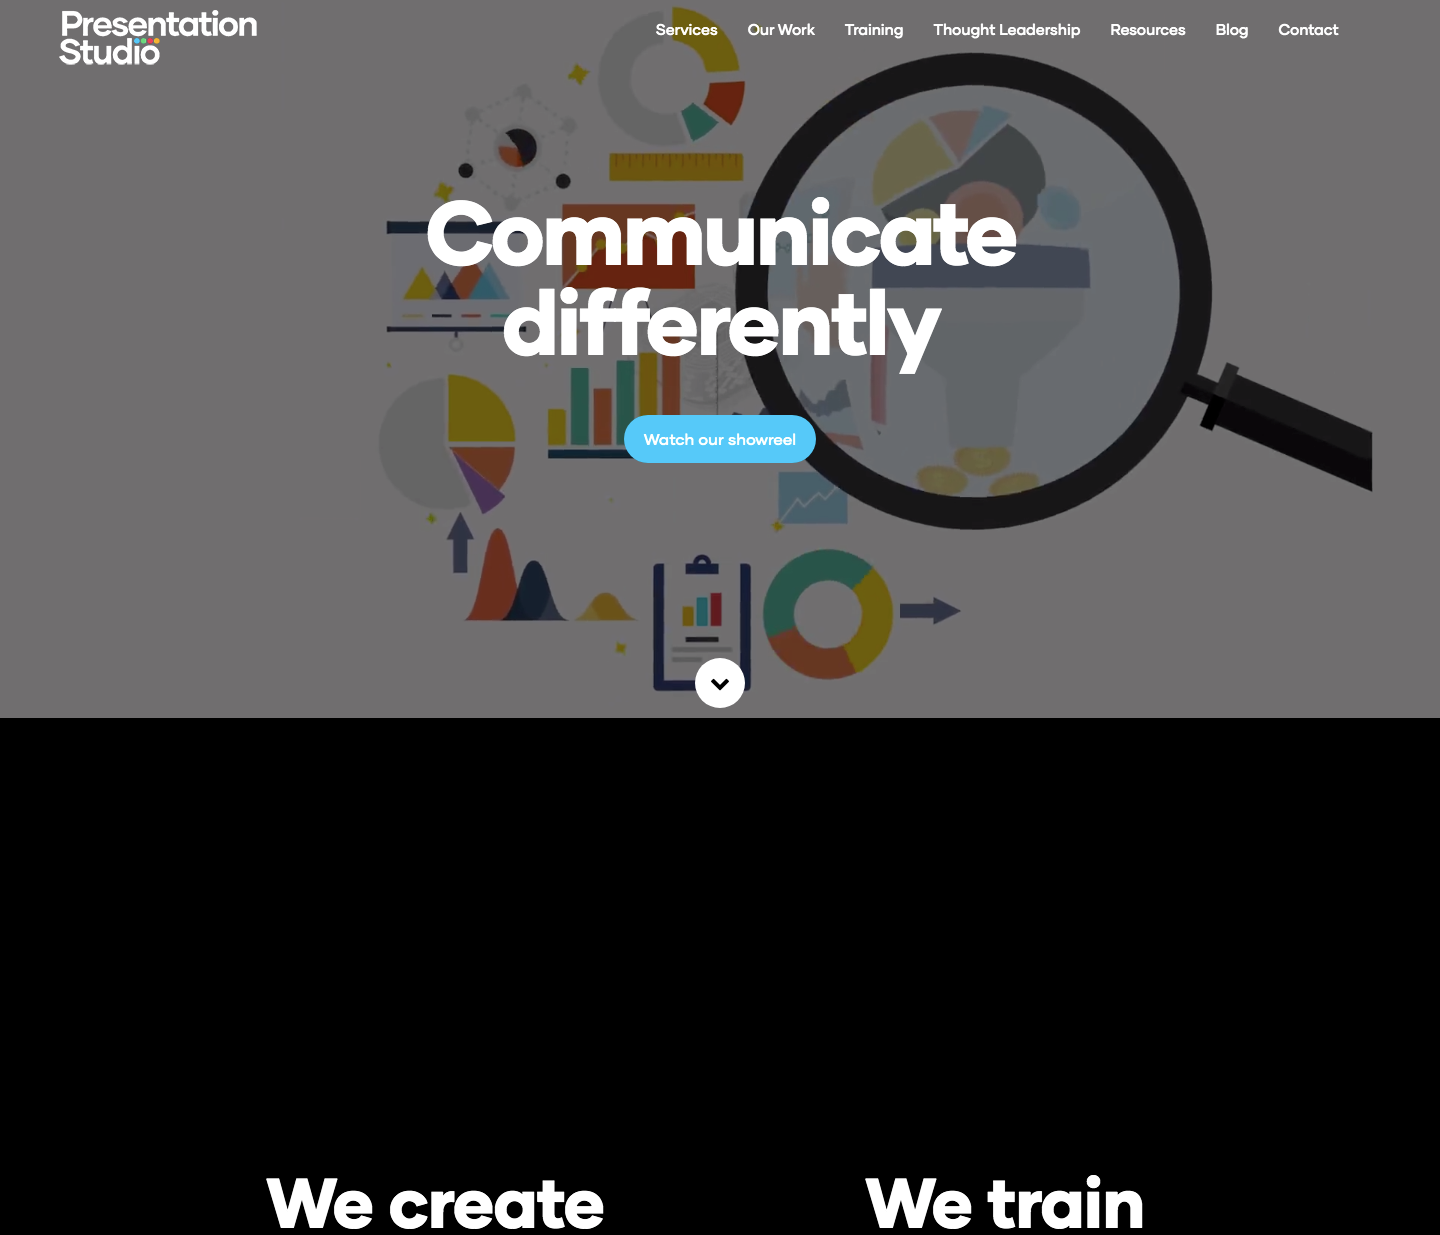 Presentation
Studio
Services
Our Work
Training
Thought Leadership
Resources
Blog
Contact
Communicate
differently
Watch our showreel
We create
We train